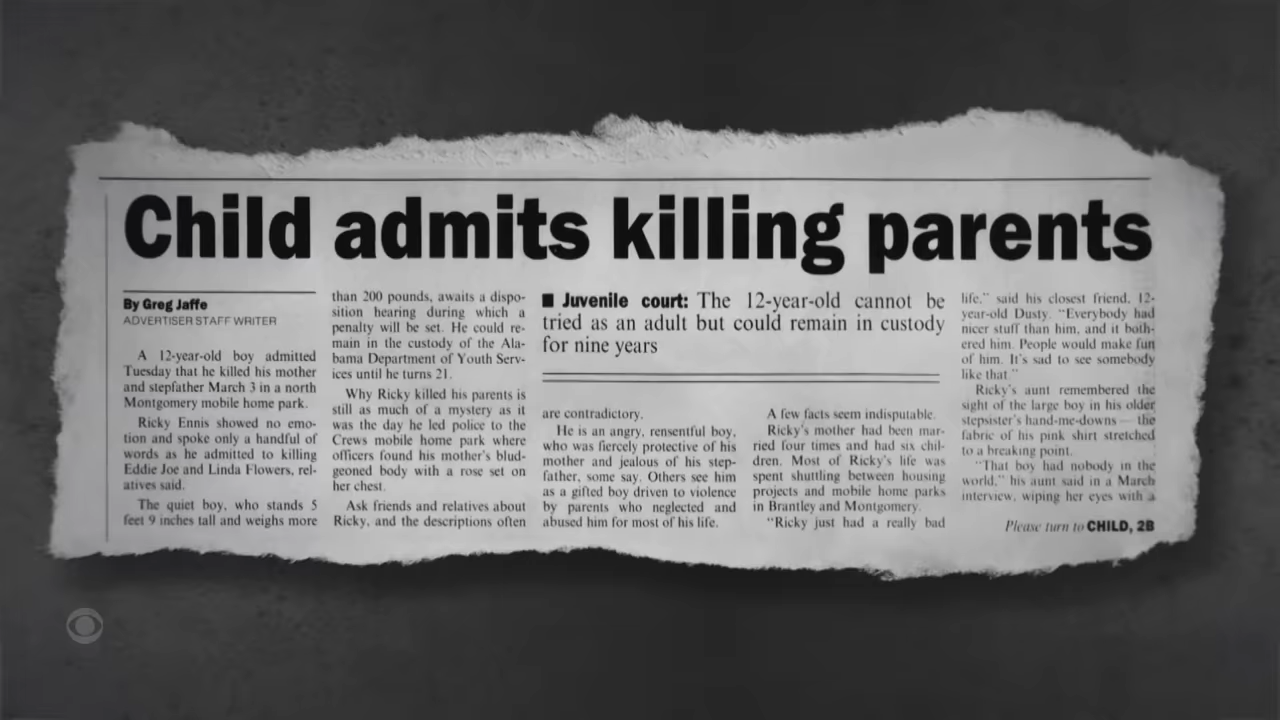 Child admits killing parents
By Greg Jaffe
ADVERTISER STAFF WRITER
A 12-year-old boy admitted
Tuesday that he killed his mother
and stepfather March 3 in a north
Montgomery mobile home park.
Ricky Ennis showed no emo-
tion and spoke only a handful of
words as he admitted to killing
Eddie Joe and Linda Flowers, rel-
atives said.
The quiet boy, who stands 5
feet 9 inches tall and weighs more
than 200 pounds, awaits a dispo-
sition hearing during which a
penalty will be set. He could re-
main in the custody of the Ala-
bama Department of Youth Serv-
ices until he turns 21.
Why Ricky killed his parents is
still as much of a mystery as it
was the day he led police to the
Crews mobile home park where
officers found his mother's blud-
geoned body with a rose set on
her chest.
Ask friends and relatives about
Ricky, and the descriptions often
■ Juvenile court: The 12-year-old cannot be
tried as an adult but could remain in custody
for nine years
are contradictory.
He is an angry, rensentful boy,
who was fiercely protective of his
mother and jealous of his step-
father, some say. Others see him
as a gifted boy driven to violence
by parents who neglected and
abused him for most of his life.
A few facts seem indisputable.
Ricky's mother had been mar-
ried four times and had six chil-
dren. Most of Ricky's life was
spent shuttling between housing
projects and mobile home parks
in Brantley and Montgomery.
"Ricky just had a really bad
life," said his closest friend, 12-
year-old Dusty. "Everybody had
nicer stuff than him, and it both-
ered him. People would make fun
of him. It's sad to see somebody
like that."
Ricky's aunt remembered the
sight of the large boy in his older
stepsister's hand-me-downs — the
fabric of his pink shirt stretched
to a breaking point.
"That boy had nobody in the
world," his aunt said in a March
interview, wiping her eyes with a
Please turn to CHILD, 2B